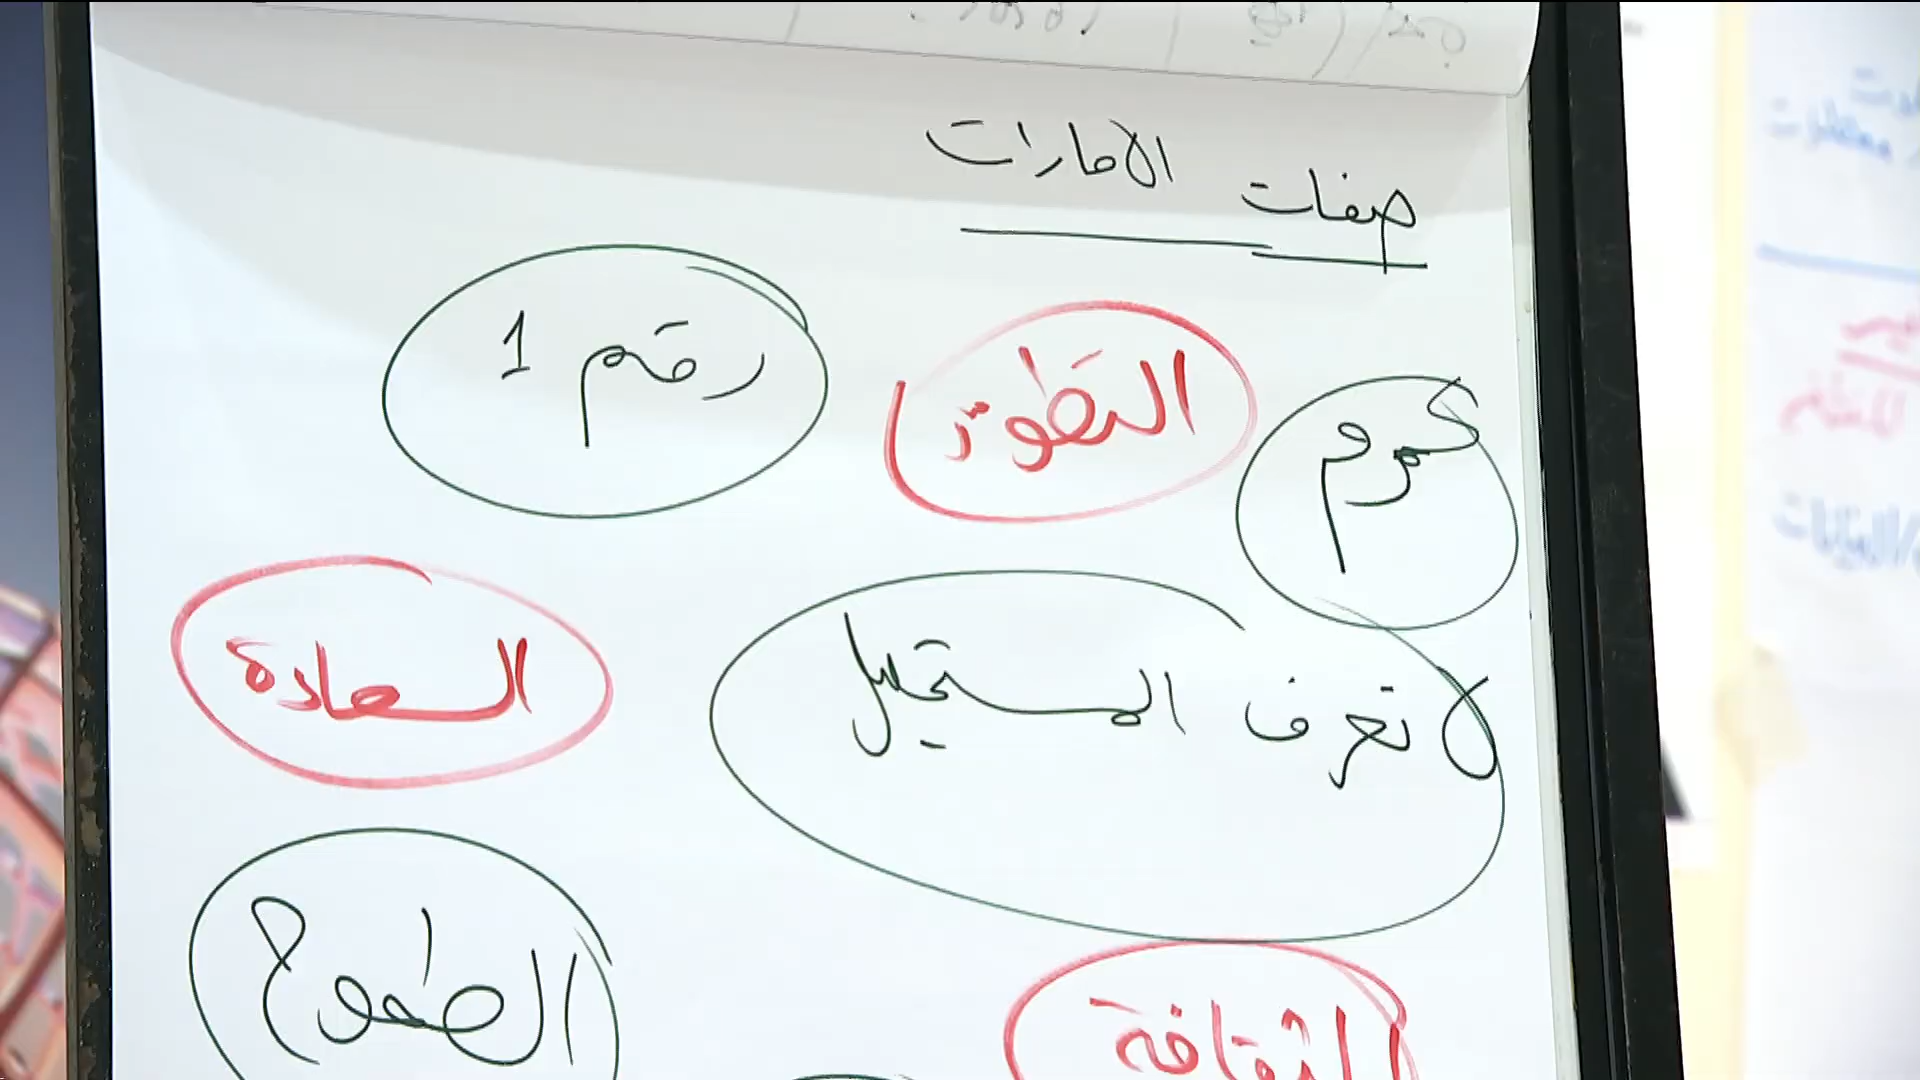 صفات الامارات
كرم
التطور
رقم 1
لا تعرف المستحيل
السعادة
الطموح
الثقافة